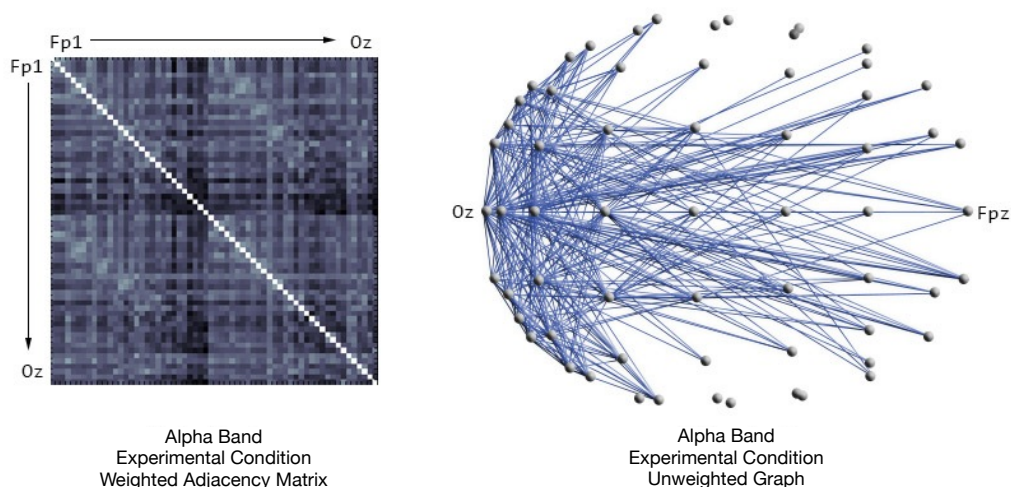 Fp1
Oz
Fp1
Oz
Oz
Fpz
Alpha Band
Experimental Condition
Weighted Adjacency Matrix
Alpha Band
Experimental Condition
Unweighted Graph